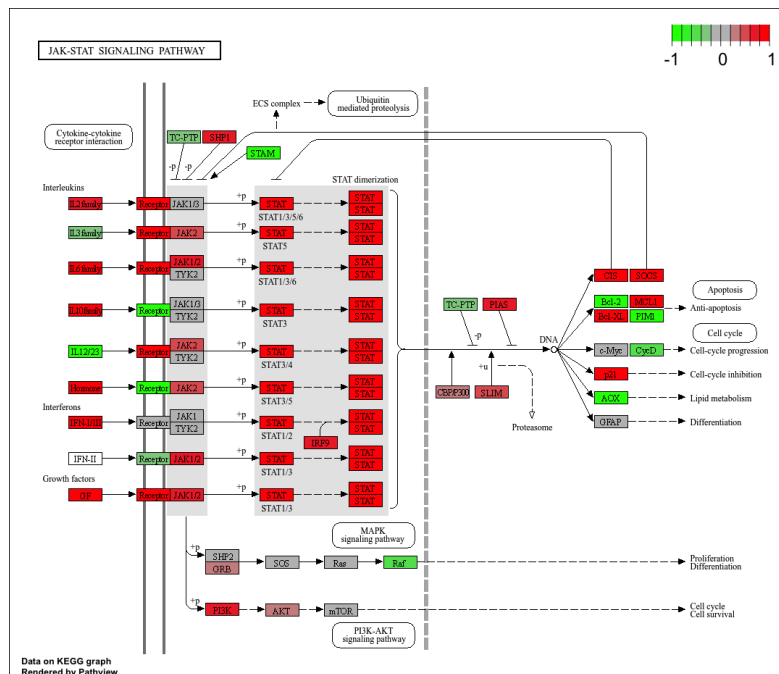 JAK-STAT SIGNALING PATHWAY
-1 0 1
Cytokine-cytokine
receptor interaction
ECS complex
Ubiquitin
mediated proteolysis
TC-PTP SHP1
STAM
-p -p
STAT dimerization
Interleukins
IL2 family Receptor JAK1/3 +p STAT STAT
STAT
STAT1/3/5/6
IL3 family Receptor JAK2 +p STAT STAT
STAT
STAT5
IL6 family Receptor JAK1/2 +p STAT STAT
TYK2 STAT
STAT1/3/6
IL10 family Receptor JAK1/3 +p STAT STAT
TYK2 STAT
STAT3
IL12/23 Receptor JAK2 +p STAT STAT
TYK2 STAT
STAT3/4
Hormone Receptor JAK2 +p STAT STAT
STAT
STAT3/5
Interferons
IFN-I/III Receptor JAK1 +p STAT STAT
TYK2 STAT
STAT1/2
IRF9
IFN-II Receptor JAK1/2 +p STAT STAT
STAT
STAT1/3
Growth factors
GF Receptor JAK1/2 +p STAT STAT
STAT
STAT1/3
TC-PTP PIAS
-p
+u
CBP/P300 SLIM
Proteasome
DNA
CIS SOCS
Apoptosis
Bcl-2 MCL1 Anti-apoptosis
Bcl-XL PIM1
Cell cycle
c-Myc CycD Cell-cycle progression
p21 Cell-cycle inhibition
AOX Lipid metabolism
GFAP Differentiation
MAPK
signaling pathway
+p SHP2 SOS Ras Raf
GRB
Proliferation
Differentiation
+p PI3K AKT mTOR
Cell cycle
Cell survival
PI3K-AKT
signaling pathway
Data on KEGG graph
Rendered by Pathview